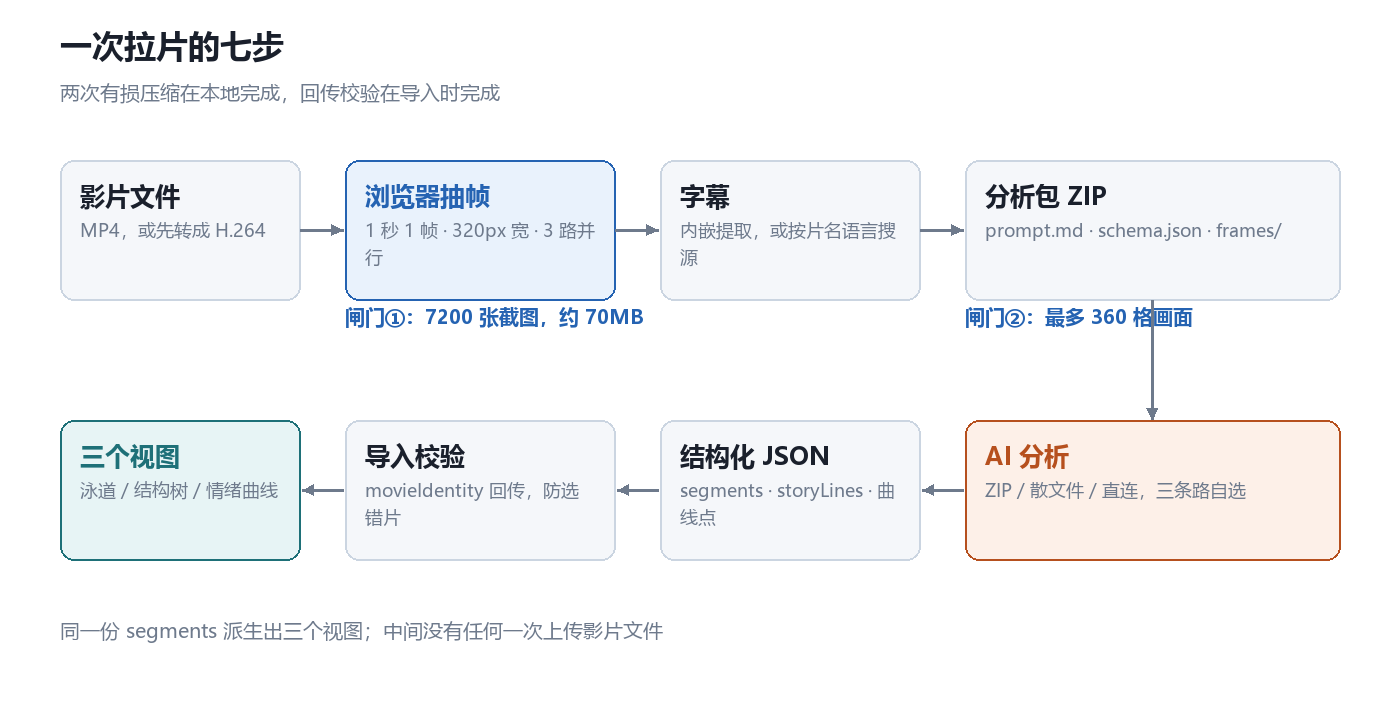 一次拉片的七步
两次有损压缩在本地完成，回传校验在导入时完成
影片文件
MP4，或先转成 H.264
浏览器抽帧
1 秒 1 帧 · 320px 宽 · 3 路并
行
闸门①：7200 张截图，约 70MB
字幕
内嵌提取，或按片名语言搜
源
分析包 ZIP
prompt.md · schema.json · frames/
闸门②：最多 360 格画面
AI 分析
ZIP / 散文件 / 直连，三条路自选
结构化 JSON
segments · storyLines · 曲
线点
导入校验
movieIdentity 回传，防选
错片
三个视图
泳道 / 结构树 / 情绪曲线
同一份 segments 派生出三个视图；中间没有任何一次上传影片文件